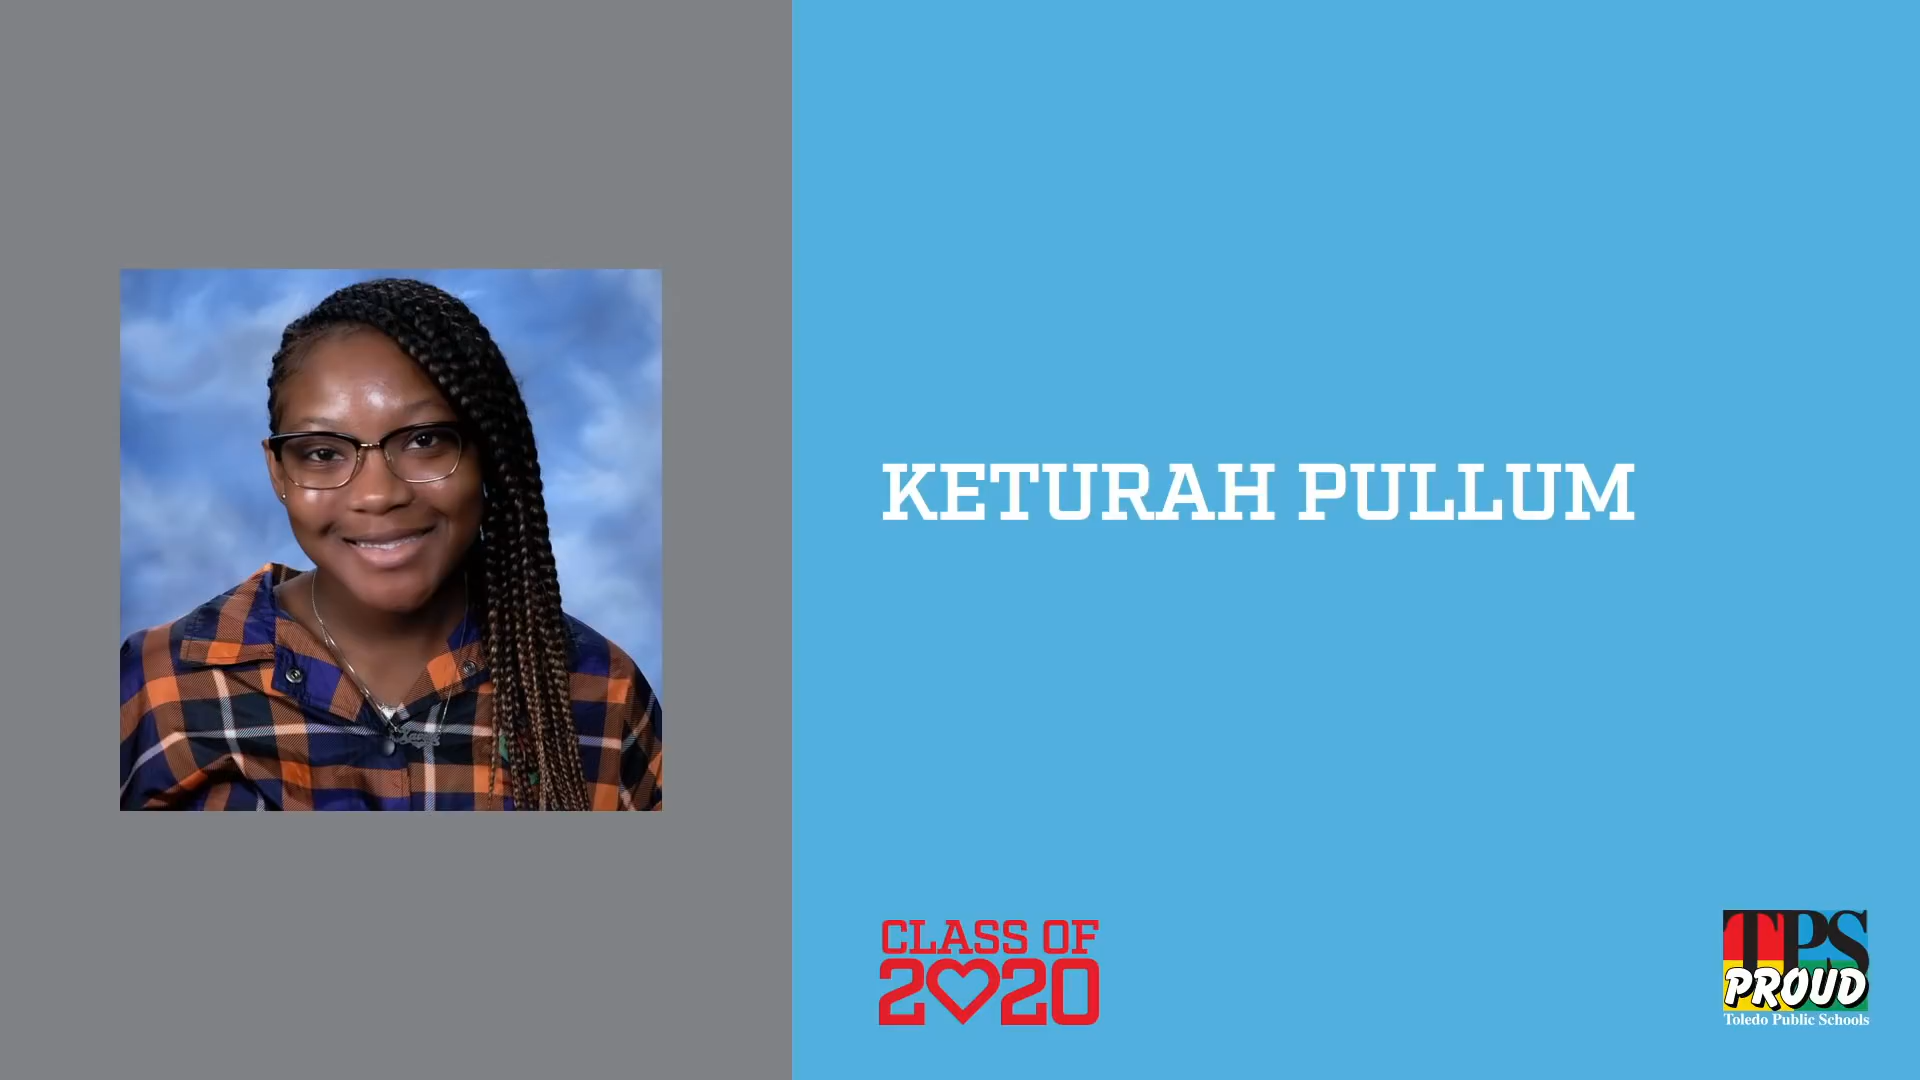 KETURAH PULLUM
CLASS OF
2020
TPS
PROUD
Toledo Public Schools